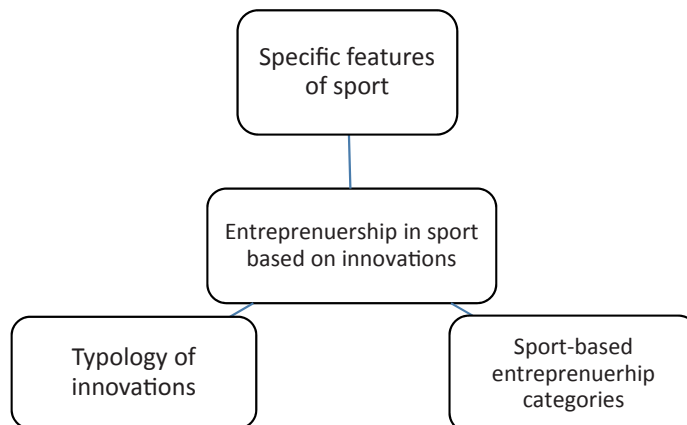 Specific features
of sport
Entreprenuership in sport
based on innovations
Typology of
innovations
Sport-based
entreprenuerhip
categories